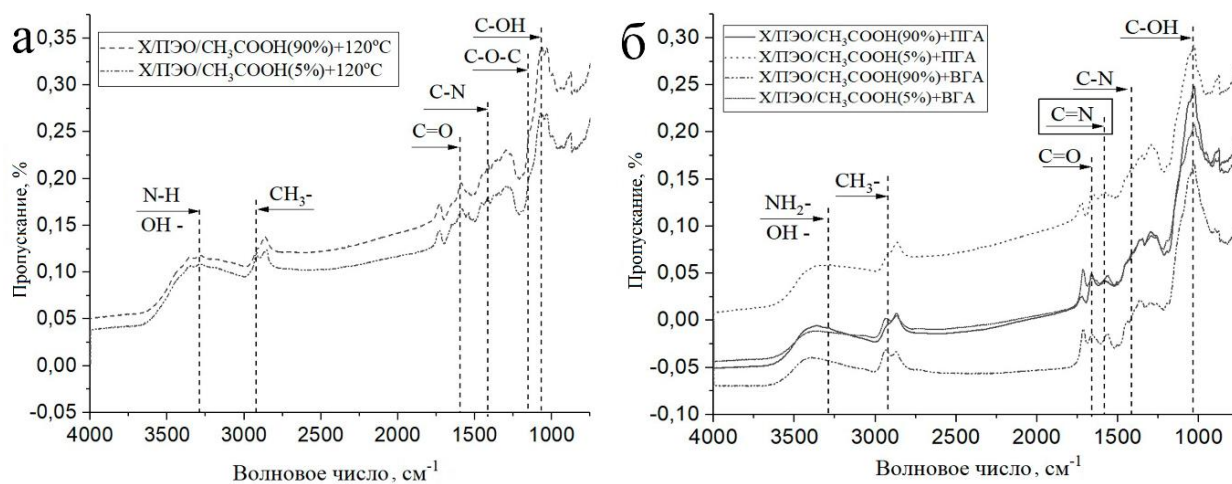 а
Х/ПЭО/CH₃COOH(90%)+120°C
Х/ПЭО/CH₃COOH(5%)+120°C
C-OH
C-O-C
C-N
C=O
N-H
OH -
CH₃-
Пропускание, %
0,35
0,30
0,25
0,20
0,15
0,10
0,05
0,00
-0,05
4000 3500 3000 2500 2000 1500 1000
Волновое число , см⁻¹
б
Х/ПЭО/CH₃COOH(90%)+ПГА
Х/ПЭО/CH₃COOH(5%)+ПГА
Х/ПЭО/CH₃COOH(90%)+ВГА
Х/ПЭО/CH₃COOH(5%)+ВГА
C-OH
C-N
C=N
C=O
CH₃-
NH₂-
OH -
Пропускание, %
0,30
0,25
0,20
0,15
0,10
0,05
0,00
-0,05
-0,10
4000 3500 3000 2500 2000 1500 1000
Волновое число , см⁻¹